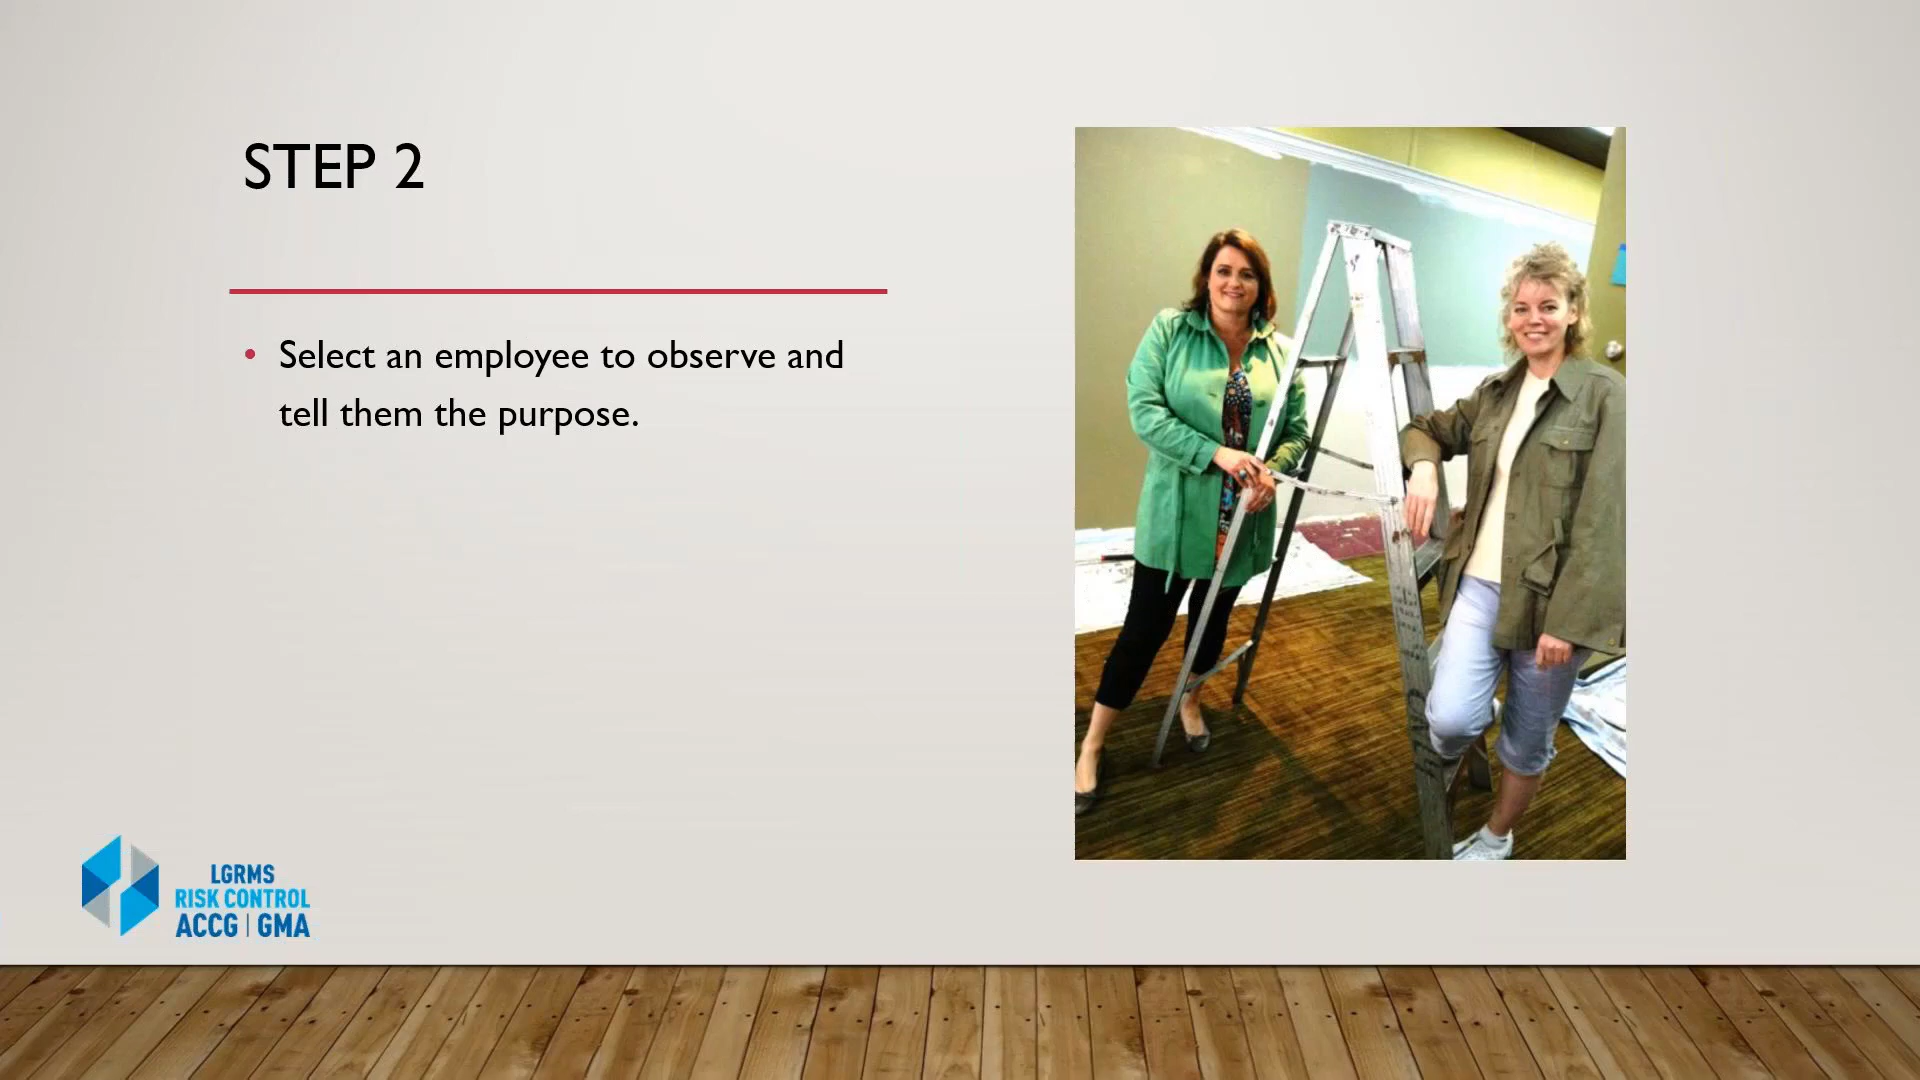 STEP 2
• Select an employee to observe and
tell them the purpose.
LGRMS
RISK CONTROL
ACCG | GMA